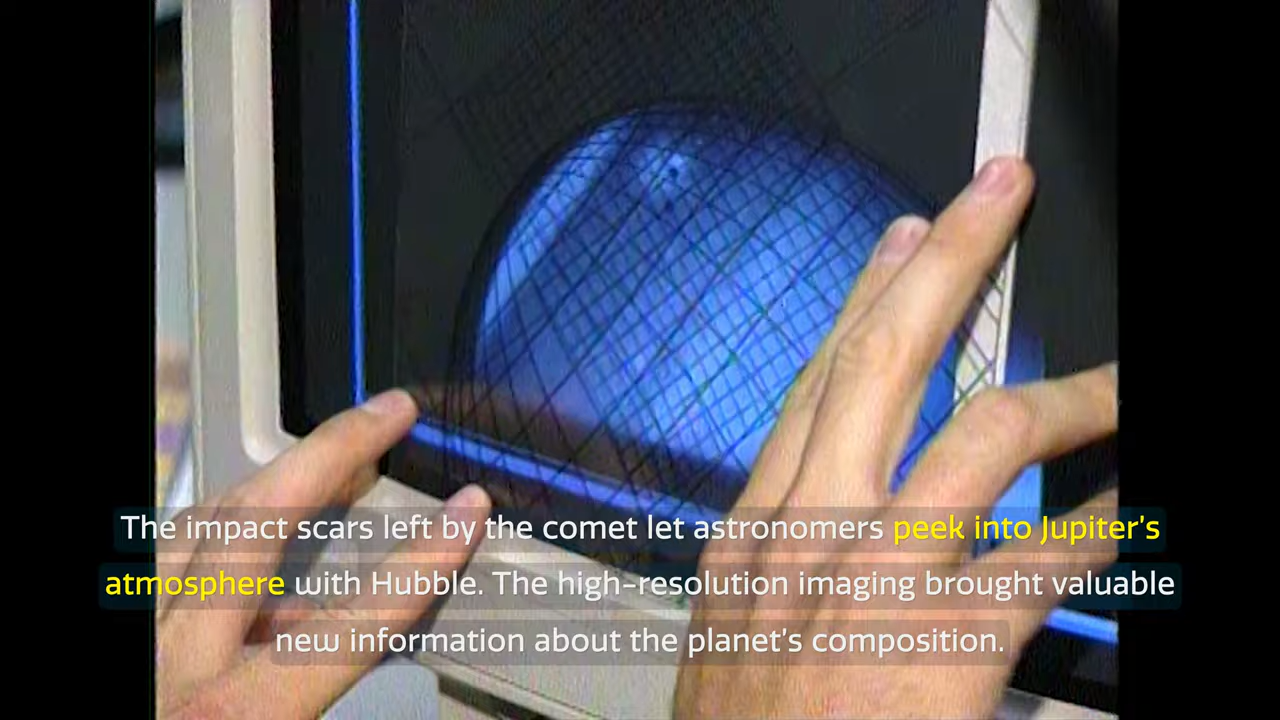 The impact scars left by the comet let astronomers peek into Jupiter's
atmosphere with Hubble. The high-resolution imaging brought valuable
new information about the planet's composition.